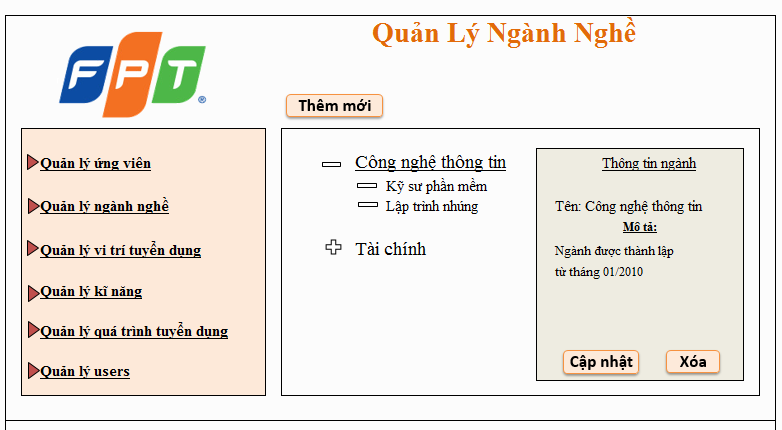 FPT®
Quản Lý Ngành Nghề
Thêm mới
Quản lý ứng viên
Quản lý ngành nghề
Quản lý vi trí tuyển dụng
Quản lý kĩ năng
Quản lý quá trình tuyển dụng
Quản lý users
Công nghệ thông tin
Kỹ sư phần mềm
Lập trình nhúng
Tài chính
Thông tin ngành
Tên: Công nghệ thông tin
Mô tả:
Ngành được thành lập
từ tháng 01/2010
Cập nhật
Xóa